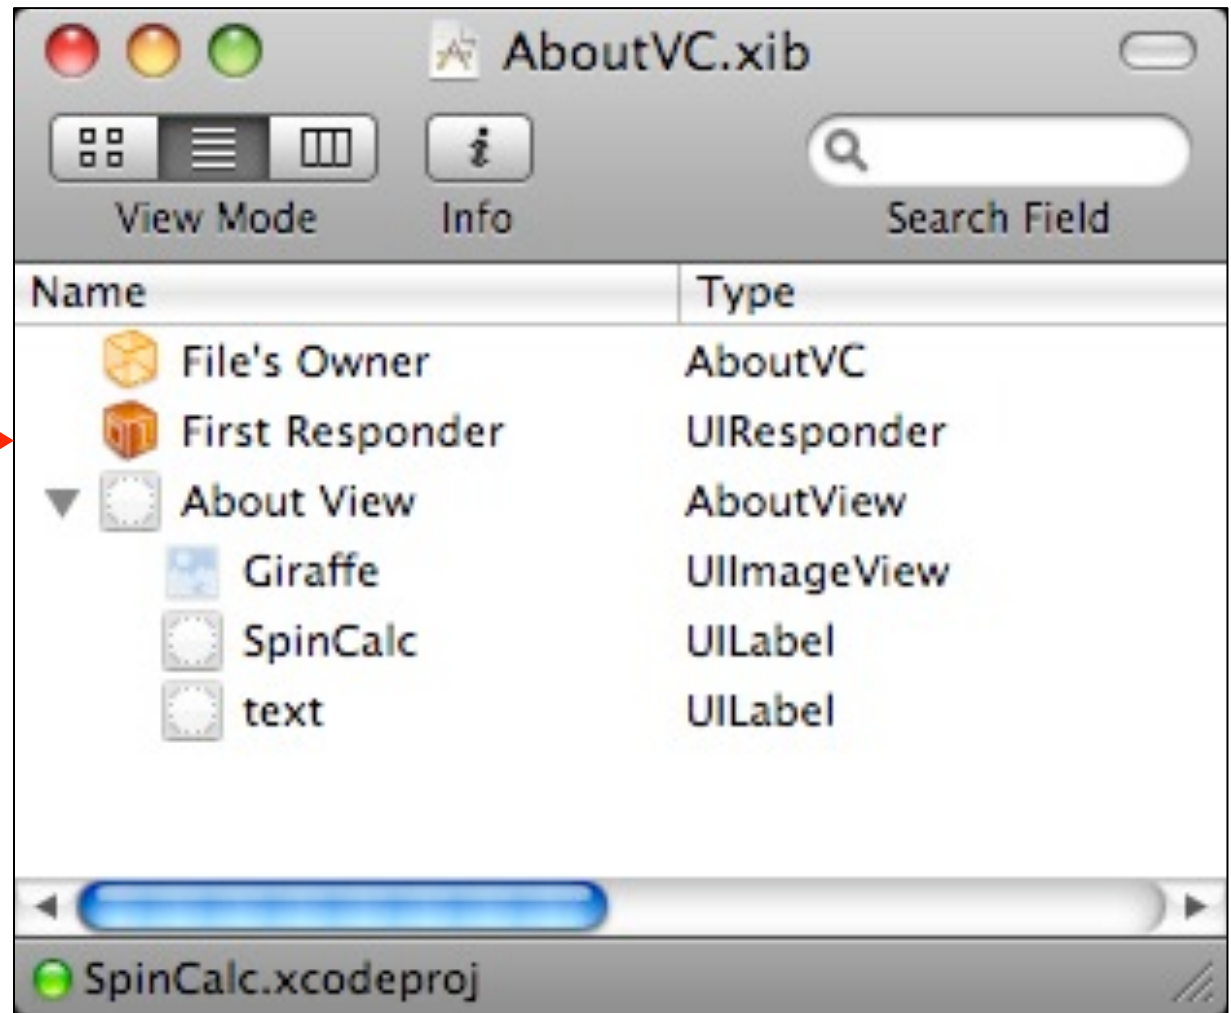 AboutVC.xib
View Mode Info Search Field
Name Type
File's Owner AboutVC
First Responder UIResponder
About View AboutView
Giraffe UIImageView
SpinCalc UILabel
text UILabel
SpinCalc.xcodeproj